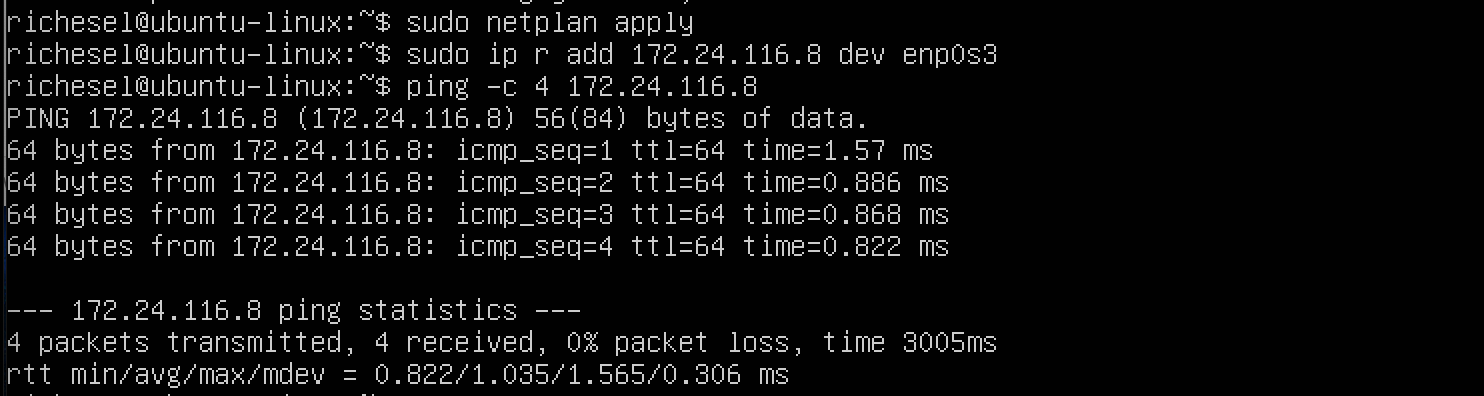 richesel@ubuntu-linux:~$ sudo netplan apply
richesel@ubuntu-linux:~$ sudo ip r add 172.24.116.8 dev enp0s3
richesel@ubuntu-linux:~$ ping -c 4 172.24.116.8
PING 172.24.116.8 (172.24.116.8) 56(84) bytes of data.
64 bytes from 172.24.116.8: icmp_seq=1 ttl=64 time=1.57 ms
64 bytes from 172.24.116.8: icmp_seq=2 ttl=64 time=0.886 ms
64 bytes from 172.24.116.8: icmp_seq=3 ttl=64 time=0.868 ms
64 bytes from 172.24.116.8: icmp_seq=4 ttl=64 time=0.822 ms
--- 172.24.116.8 ping statistics ---
4 packets transmitted, 4 received, 0% packet loss, time 3005ms
rtt min/avg/max/mdev = 0.822/1.035/1.565/0.306 ms